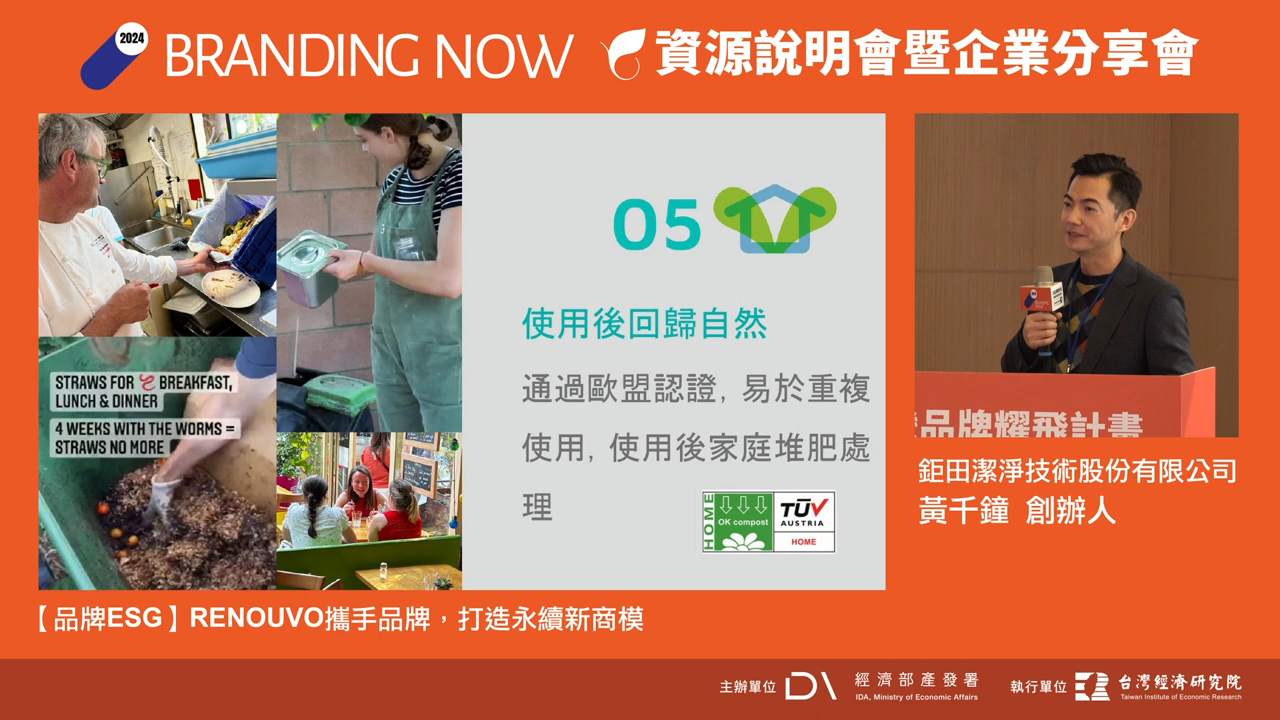 2024
BRANDING NOW 資源說明會暨企業分享會
STRAWS FOR BREAKFAST,
LUNCH & DINNER
4 WEEKS WITH THE WORMS =
STRAWS NO MORE
05
使用後回歸自然
通過歐盟認證, 易於重複
使用, 使用後家庭堆肥處
理
HOME
OK compost
TÜV
AUSTRIA
HOME
品牌耀飛計畫
鉅田潔淨技術股份有限公司
黃千鐘 創辦人
【品牌ESG】RENOUVO攜手品牌，打造永續新商模
主辦單位
經濟部產發署
IDA, Ministry of Economic Affairs
執行單位
台灣經濟研究院
Taiwan Institute of Economic Research